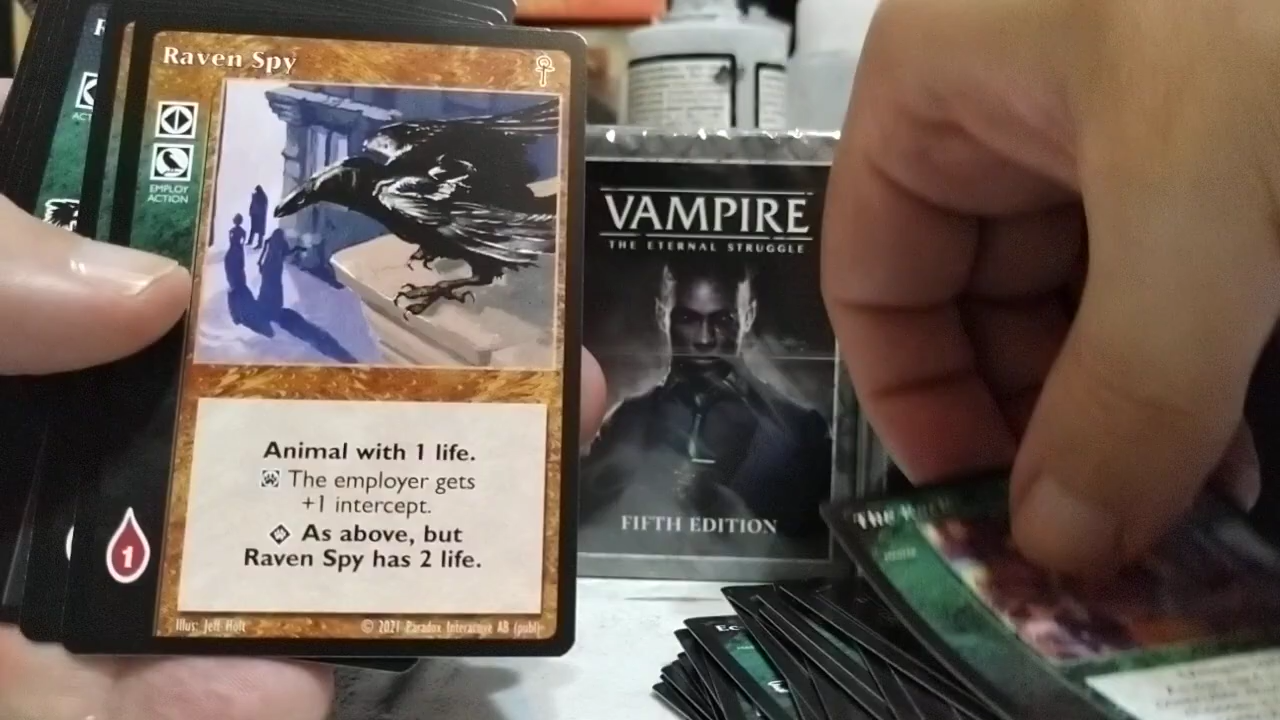 Raven Spy
EMPLOY
ACTION
Animal with 1 life.
The employer gets
+1 intercept.
As above, but
Raven Spy has 2 life.
1
Illus: Jeff Holt
© 2021 Paradox Interactive AB (publ)
VAMPIRE
THE ETERNAL STRUGGLE
FIFTH EDITION